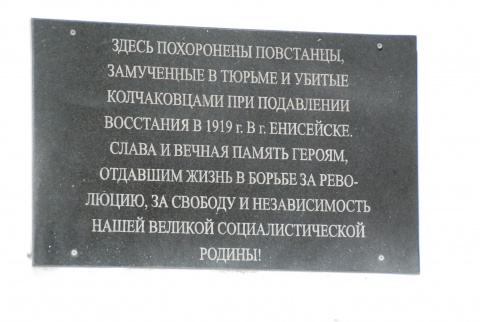 ЗДЕСЬ ПОХОРОНЕНЫ ПОВСТАНЦЫ,
ЗАМУЧЕННЫЕ В ТЮРЬМЕ И УБИТЫЕ
КОЛЧАКОВЦАМИ ПРИ ПОДАВЛЕНИИ
ВОССТАНИЯ В 1919 г. В г. ЕНИСЕЙСКЕ.
СЛАВА И ВЕЧНАЯ ПАМЯТЬ ГЕРОЯМ,
ОТДАВШИМ ЖИЗНЬ В БОРЬБЕ ЗА РЕВО-
ЛЮЦИЮ, ЗА СВОБОДУ И НЕЗАВИСИМОСТЬ
НАШЕЙ ВЕЛИКОЙ СОЦИАЛИСТИЧЕСКОЙ
РОДИНЫ!